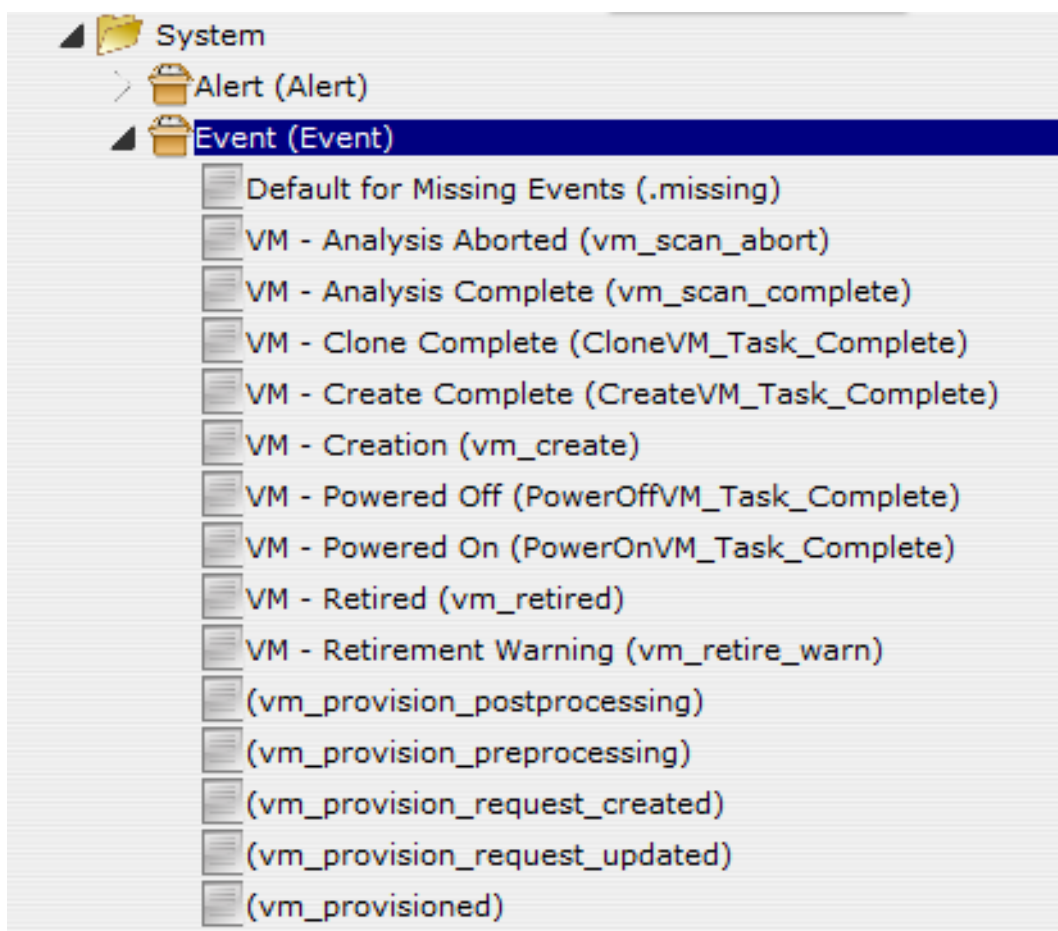 System
Alert (Alert)
Event (Event)
Default for Missing Events (.missing)
VM - Analysis Aborted (vm_scan_abort)
VM - Analysis Complete (vm_scan_complete)
VM - Clone Complete (CloneVM_Task_Complete)
VM - Create Complete (CreateVM_Task_Complete)
VM - Creation (vm_create)
VM - Powered Off (PowerOffVM_Task_Complete)
VM - Powered On (PowerOnVM_Task_Complete)
VM - Retired (vm_retired)
VM - Retirement Warning (vm_retire_warn)
(vm_provision_postprocessing)
(vm_provision_preprocessing)
(vm_provision_request_created)
(vm_provision_request_updated)
(vm_provisioned)